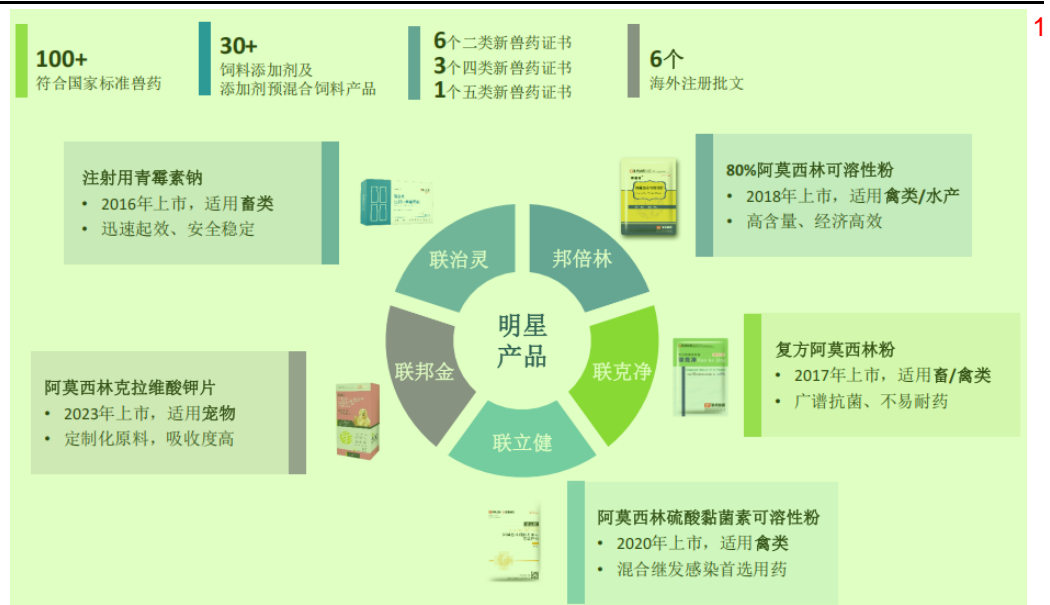 1
100+
符合国家标准兽药
30+
饲料添加剂及
添加剂预混合饲料产品
6个二类新兽药证书
3个四类新兽药证书
1个五类新兽药证书
6个
海外注册批文
注射用青霉素钠
• 2016年上市，适用畜类
• 迅速起效、安全稳定
80%阿莫西林可溶性粉
• 2018年上市，适用禽类/水产
• 高含量、经济高效
联治灵
邦倍林
明星
产品
联邦金
联克净
联立健
阿莫西林克拉维酸钾片
• 2023年上市，适用宠物
• 定制化原料，吸收度高
复方阿莫西林粉
• 2017年上市，适用畜/禽类
• 广谱抗菌、不易耐药
阿莫西林硫酸黏菌素可溶性粉
• 2020年上市，适用禽类
• 混合继发感染首选用药